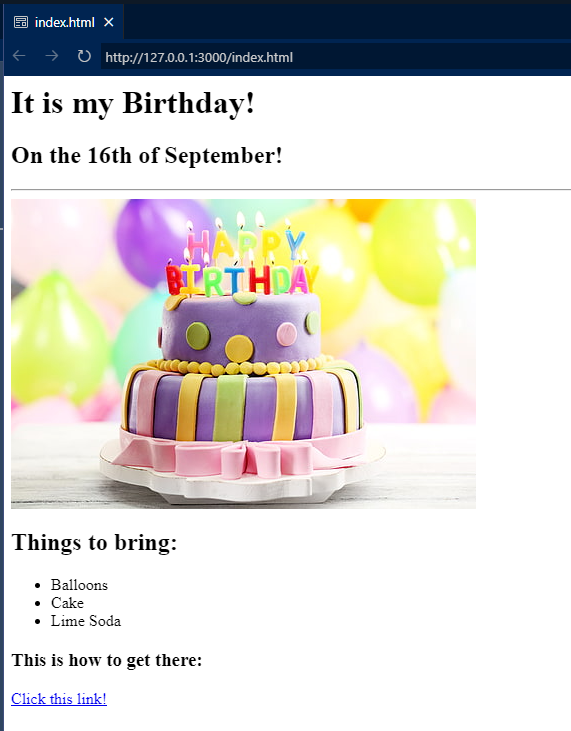 index.html
http://127.0.0.1:3000/index.html
It is my Birthday!
On the 16th of September!
HAPPY
BIRTHDAY
Things to bring:
Balloons
Cake
Lime Soda
This is how to get there:
Click this link!